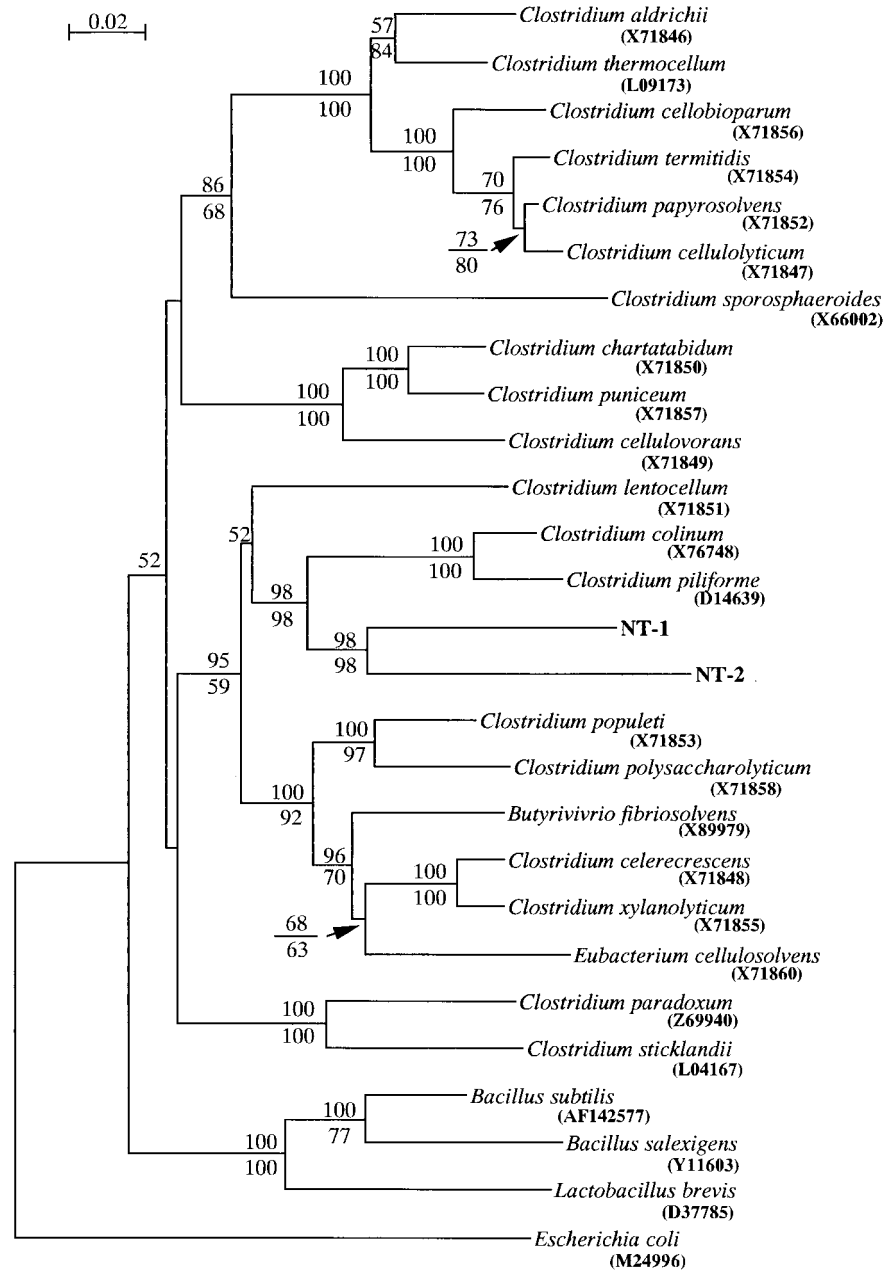 0.02
57
84
Clostridium aldrichii
(X71846)
Clostridium thermocellum
(L09173)
100
100
Clostridium cellobioparum
(X71856)
100
100
Clostridium termitidis
(X71854)
70
76
Clostridium papyrosolvens
(X71852)
73
80
Clostridium cellulolyticum
(X71847)
86
68
Clostridium sporosphaeroides
(X66002)
Clostridium chartatabidum
(X71850)
100
100
Clostridium puniceum
(X71857)
100
100
Clostridium cellulovorans
(X71849)
Clostridium lentocellum
(X71851)
52
52
Clostridium colinum
(X76748)
100
100
Clostridium piliforme
(D14639)
98
98
NT-1
98
98
NT-2
95
59
Clostridium populeti
(X71853)
100
97
Clostridium polysaccharolyticum
(X71858)
100
92
Butyrivivrio fibriosolvens
(X89979)
96
70
Clostridium celerecrescens
(X71848)
100
100
Clostridium xylanolyticum
(X71855)
68
63
Eubacterium cellulosolvens
(X71860)
Clostridium paradoxum
(Z69940)
100
100
Clostridium sticklandii
(L04167)
Bacillus subtilis
(AF142577)
100
77
Bacillus salexigens
(Y11603)
100
100
Lactobacillus brevis
(D37785)
Escherichia coli
(M24996)